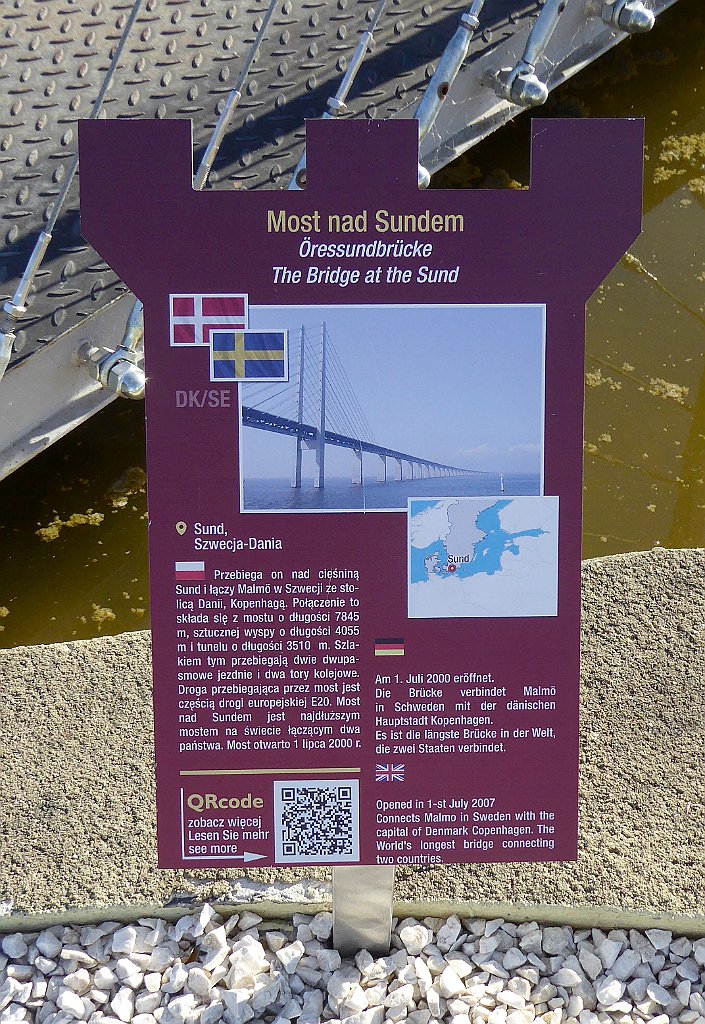 Most nad Sundem
Öressundbrücke
The Bridge at the Sund
DK/SE
Sund,
Szwecja-Dania
Sund
Przebiega on nad cieśniną
Sund i łączy Malmö w Szwecji ze sto-
licą Danii, Kopenhagą. Połączenie to
składa się z mostu o długości 7845
m, sztucznej wyspy o długości 4055
m i tunelu o długości 3510 m. Szla-
kiem tym przebiegają dwie dwupa-
smowe jezdnie i dwa tory kolejowe.
Droga przebiegająca przez most jest
częścią drogi europejskiej E20. Most
nad Sundem jest najdłuższym
mostem na świecie łączącym dwa
państwa. Most otwarto 1 lipca 2000 r.
Am 1. Juli 2000 eröffnet.
Die Brücke verbindet Malmö
in Schweden mit der dänischen
Hauptstadt Kopenhagen.
Es ist die längste Brücke in der Welt,
die zwei Staaten verbindet.
Opened in 1-st July 2007
Connects Malmo in Sweden with the
capital of Denmark Copenhagen. The
World's longest bridge connecting
two countries.
QRcode
zobacz więcej
Lesen Sie mehr
see more